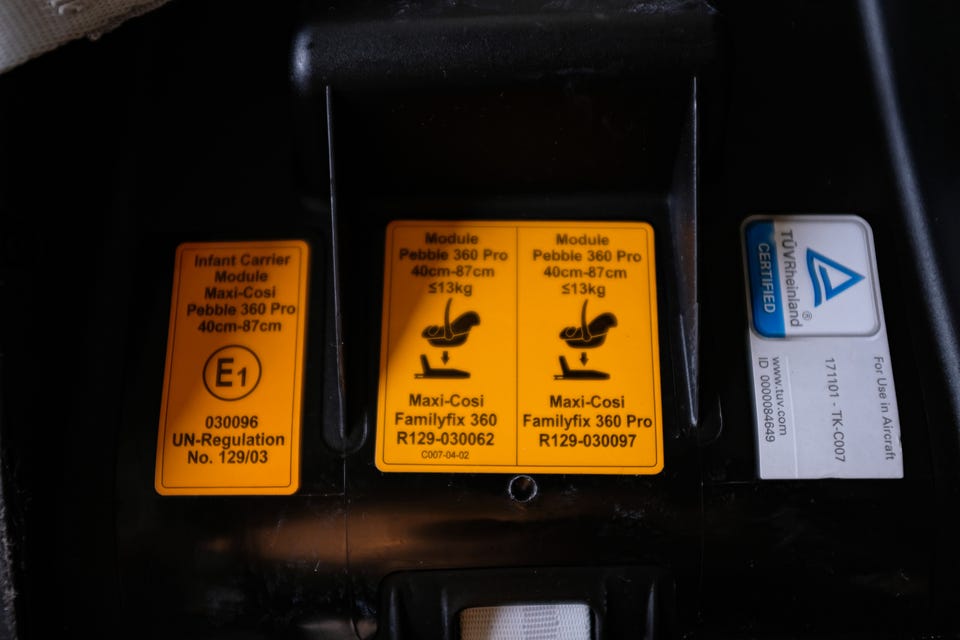 Infant Carrier
Module
Maxi-Cosi
Pebble 360 Pro
40cm-87cm
E1
030096
UN-Regulation
No. 129/03
Module
Pebble 360 Pro
40cm-87cm
≤13kg
Maxi-Cosi
Familyfix 360
R129-030062
C007-04-02
Module
Pebble 360 Pro
40cm-87cm
≤13kg
Maxi-Cosi
Familyfix 360 Pro
R129-030097
TÜVRheinland®
CERTIFIED
For Use in Aircraft
171101 - TK-C007
www.tuv.com
ID 0000084649